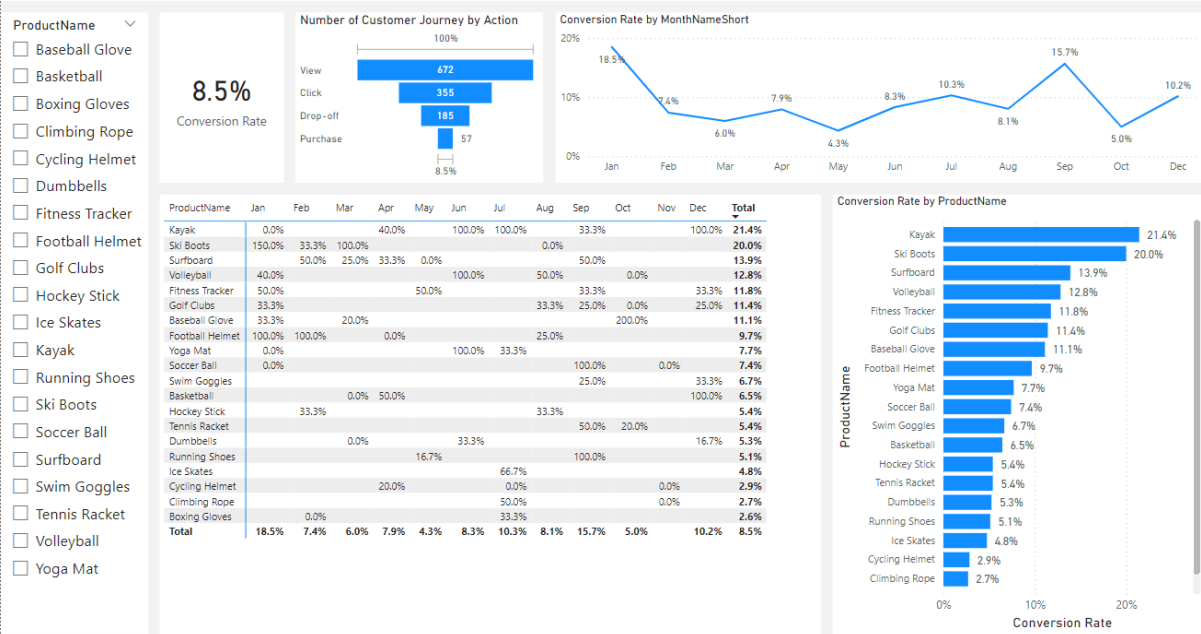 ProductName
Baseball Glove
Basketball
Boxing Gloves
Climbing Rope
Cycling Helmet
Dumbbells
Fitness Tracker
Football Helmet
Golf Clubs
Hockey Stick
Ice Skates
Kayak
Running Shoes
Ski Boots
Soccer Ball
Surfboard
Swim Goggles
Tennis Racket
Volleyball
Yoga Mat
8.5%
Conversion Rate
Number of Customer Journey by Action
100%
View 672
Click 355
Drop-off 185
Purchase 57
8.5%
Conversion Rate by MonthNameShort
20%
10%
0%
18.5% 7.4% 6.0% 7.9% 4.3% 8.3% 10.3% 8.1% 15.7% 5.0% 10.2%
Jan Feb Mar Apr May Jun Jul Aug Sep Oct Dec
ProductName Jan Feb Mar Apr May Jun Jul Aug Sep Oct Nov Dec Total
Kayak 0.0% 40.0% 100.0% 100.0% 33.3% 100.0% 21.4%
Ski Boots 150.0% 33.3% 100.0% 0.0% 20.0%
Surfboard 50.0% 25.0% 33.3% 0.0% 50.0% 13.9%
Volleyball 40.0% 100.0% 50.0% 0.0% 12.8%
Fitness Tracker 50.0% 50.0% 33.3% 33.3% 11.8%
Golf Clubs 33.3% 33.3% 25.0% 0.0% 25.0% 11.4%
Baseball Glove 33.3% 20.0% 200.0% 11.1%
Football Helmet 100.0% 100.0% 0.0% 25.0% 9.7%
Yoga Mat 0.0% 100.0% 33.3% 7.7%
Soccer Ball 0.0% 100.0% 0.0% 7.4%
Swim Goggles 25.0% 33.3% 6.7%
Basketball 0.0% 50.0% 100.0% 6.5%
Hockey Stick 33.3% 33.3% 5.4%
Tennis Racket 50.0% 20.0% 5.4%
Dumbbells 0.0% 33.3% 16.7% 5.3%
Running Shoes 16.7% 100.0% 5.1%
Ice Skates 66.7% 4.8%
Cycling Helmet 20.0% 0.0% 0.0% 2.9%
Climbing Rope 50.0% 0.0% 2.7%
Boxing Gloves 0.0% 33.3% 2.6%
Total 18.5% 7.4% 6.0% 7.9% 4.3% 8.3% 10.3% 8.1% 15.7% 5.0% 10.2% 8.5%
Conversion Rate by ProductName
ProductName
Kayak 21.4%
Ski Boots 20.0%
Surfboard 13.9%
Volleyball 12.8%
Fitness Tracker 11.8%
Golf Clubs 11.4%
Baseball Glove 11.1%
Football Helmet 9.7%
Yoga Mat 7.7%
Soccer Ball 7.4%
Swim Goggles 6.7%
Basketball 6.5%
Hockey Stick 5.4%
Tennis Racket 5.4%
Dumbbells 5.3%
Running Shoes 5.1%
Ice Skates 4.8%
Cycling Helmet 2.9%
Climbing Rope 2.7%
0% 10% 20%
Conversion Rate